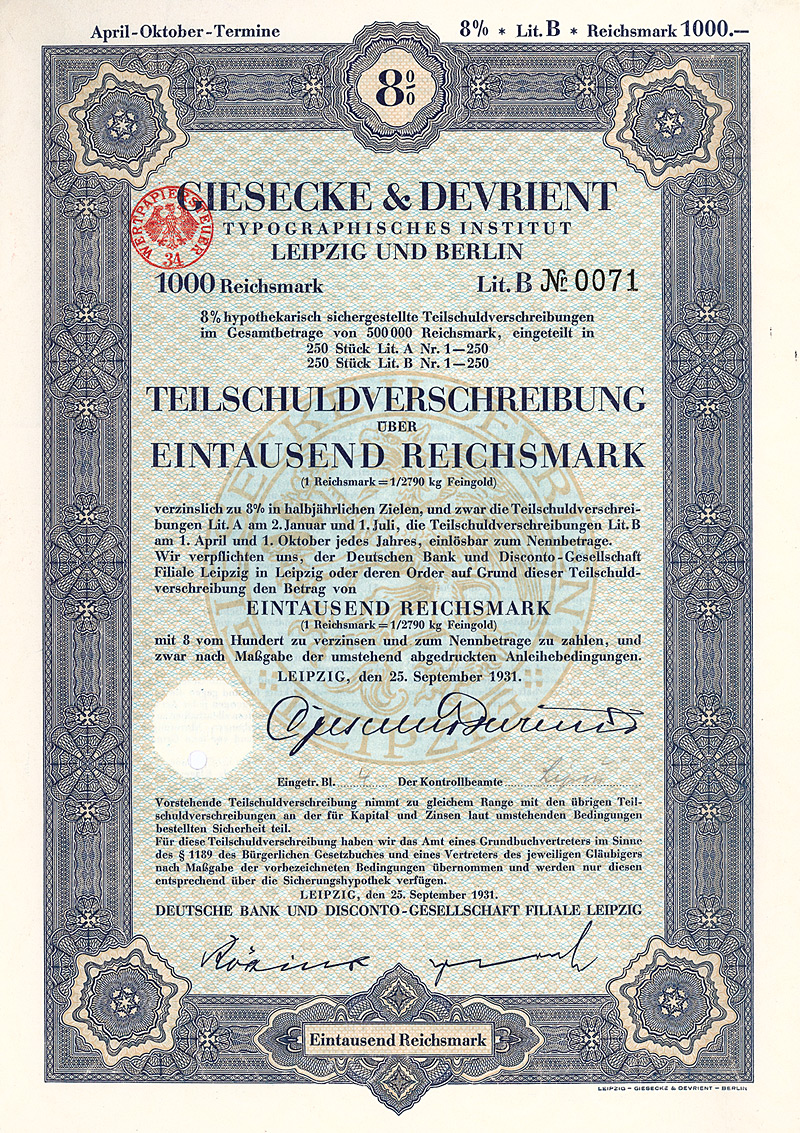 April-Oktober-Termine
8% * Lit. B * Reichsmark 1000.—
8%
GIESECKE & DEVRIENT
TYPOGRAPHISCHES INSTITUT
LEIPZIG UND BERLIN
WERTPAPIERSTEUER
34
1000 Reichsmark Lit. B № 0071
8% hypothekarisch sichergestellte Teilschuldverschreibungen
im Gesamtbetrage von 500000 Reichsmark, eingeteilt in
250 Stück Lit. A Nr. 1—250
250 Stück Lit. B Nr. 1—250
TEILSCHULDVERSCHREIBUNG
ÜBER
EINTAUSEND REICHSMARK
(1 Reichsmark = 1/2790 kg Feingold)
verzinslich zu 8% in halbjährlichen Zielen, und zwar die Teilschuldverschrei-
bungen Lit. A am 2. Januar und 1. Juli, die Teilschuldverschreibungen Lit. B
am 1. April und 1. Oktober jedes Jahres, einlösbar zum Nennbetrage.
Wir verpflichten uns, der Deutschen Bank und Disconto-Gesellschaft
Filiale Leipzig in Leipzig oder deren Order auf Grund dieser Teilschuld-
verschreibung den Betrag von
EINTAUSEND REICHSMARK
(1 Reichsmark = 1/2790 kg Feingold)
mit 8 vom Hundert zu verzinsen und zum Nennbetrage zu zahlen, und
zwar nach Maßgabe der umstehend abgedruckten Anleihebedingungen.
LEIPZIG, den 25. September 1931.
Giesecke & Devrient
Eingetr. Bl. 4 Der Kontrollbeamte
Vorstehende Teilschuldverschreibung nimmt zu gleichem Range mit den übrigen Teil-
schuldverschreibungen an der für Kapital und Zinsen laut umstehenden Bedingungen
bestellten Sicherheit teil.
Für diese Teilschuldverschreibung haben wir das Amt eines Grundbuchvertreters im Sinne
des § 1189 des Bürgerlichen Gesetzbuches und eines Vertreters des jeweiligen Gläubigers
nach Maßgabe der vorbezeichneten Bedingungen übernommen und werden nur diesen
entsprechend über die Sicherungshypothek verfügen.
LEIPZIG, den 25. September 1931.
DEUTSCHE BANK UND DISCONTO-GESELLSCHAFT FILIALE LEIPZIG
Eintausend Reichsmark
LEIPZIG – GIESECKE & DEVRIENT – BERLIN